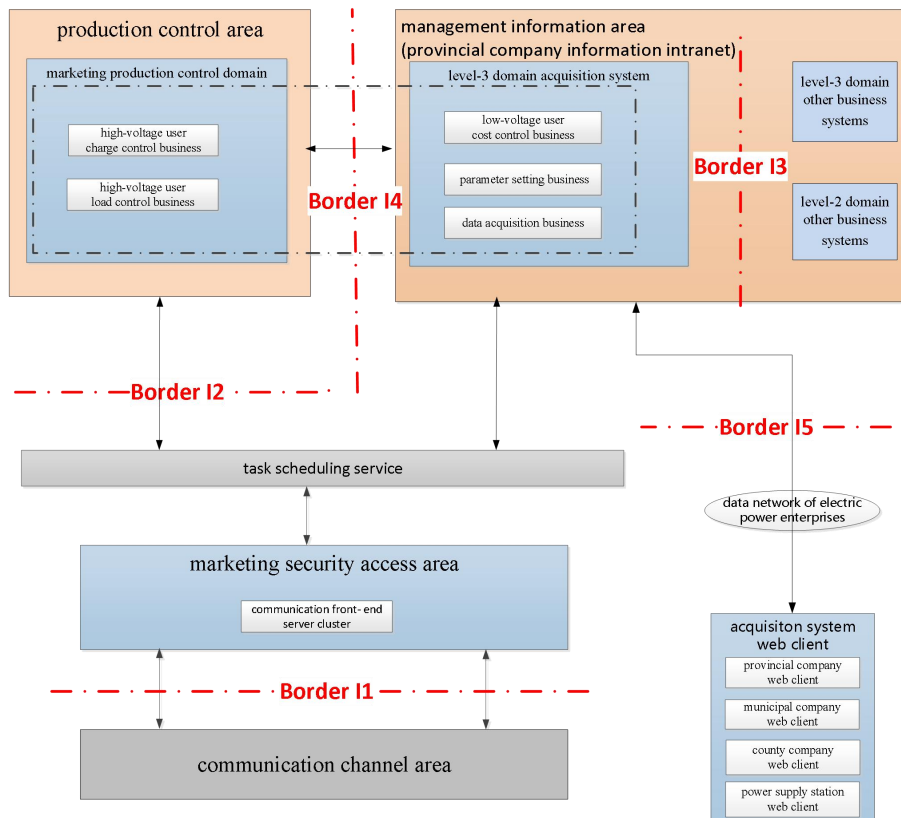 production control area
marketing production control domain
high-voltage user
charge control business
high-voltage user
load control business
management information area
(provincial company information intranet)
level-3 domain acquisition system
low-voltage user
cost control business
parameter setting business
data acquisition business
level-3 domain
other business
systems
level-2 domain
other business
systems
Border I3
Border I4
Border I2
Border I5
task scheduling service
data network of electric
power enterprises
marketing security access area
communication front- end
server cluster
Border I1
communication channel area
acquisiton system
web client
provincial company
web client
municipal company
web client
county company
web client
power supply station
web client